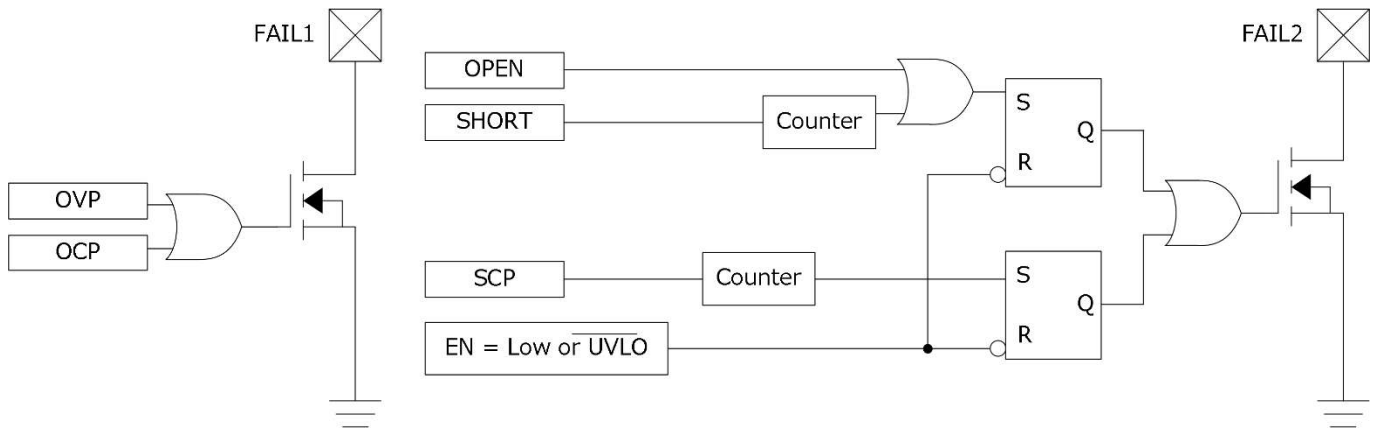 FAIL1
FAIL2
OPEN
SHORT
Counter
S
Q
R
OVP
OCP
SCP
Counter
S
Q
R
EN = Low or UVLO